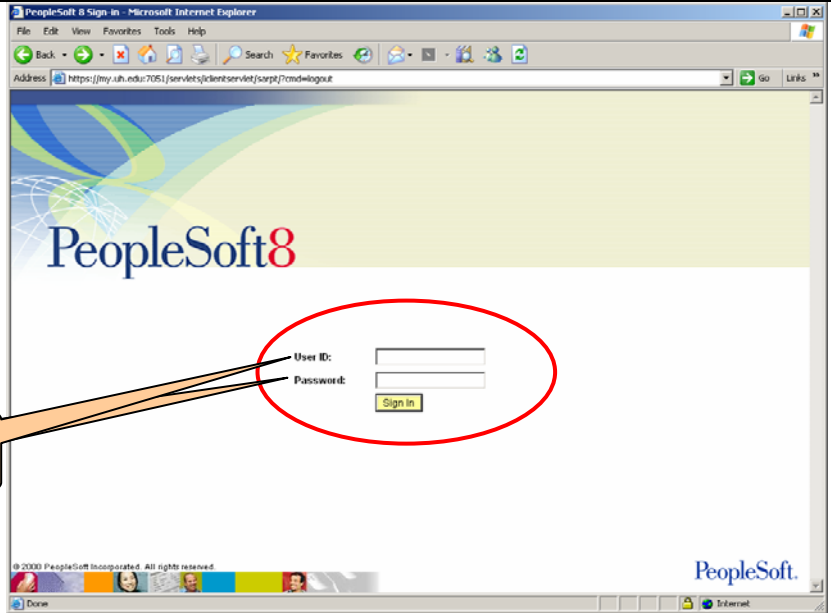 PeopleSoft 8 Sign-in - Microsoft Internet Explorer
File Edit View Favorites Tools Help
Back Search Favorites
Address https://my.uh.edu:7051/servlets/iclientservlet/sarpt/?cmd=logout Go Links »
PeopleSoft8
User ID:
Password:
Sign In
© 2000 PeopleSoft Incorporated. All rights reserved.
PeopleSoft.
Done Internet